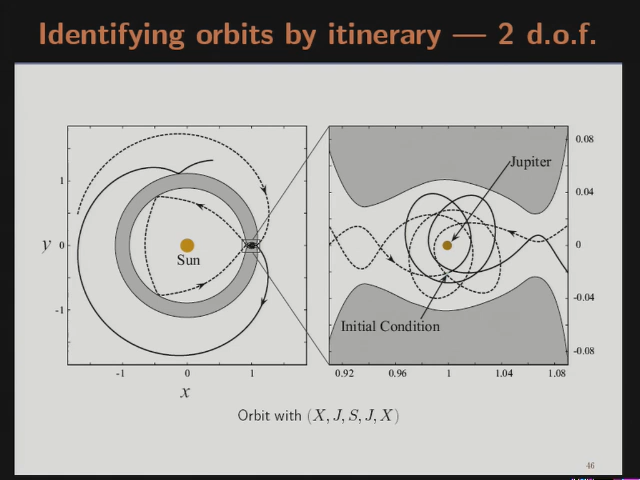 Identifying orbits by itinerary — 2 d.o.f.
1
y 0
-1
Sun
-1 0 1
x
Jupiter
Initial Condition
0.08
0.04
0
-0.04
-0.08
0.92 0.96 1 1.04 1.08
Orbit with (X, J, S, J, X)
46